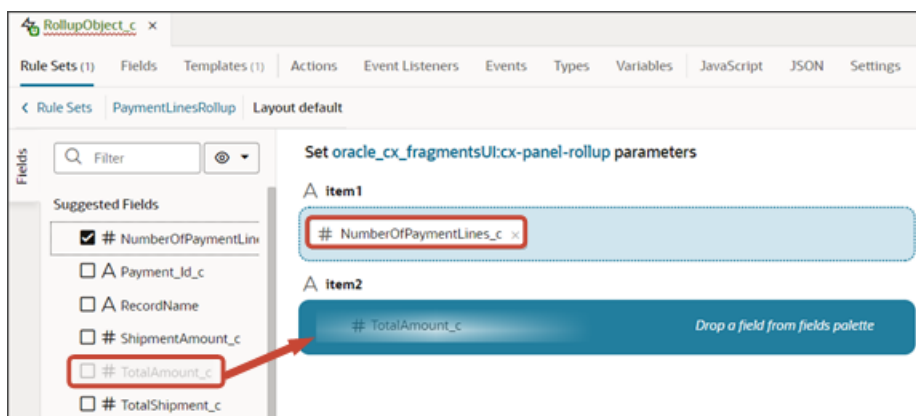 RollupObject_c ×
Rule Sets (1) Fields Templates (1) Actions Event Listeners Events Types Variables JavaScript JSON Settings
< Rule Sets PaymentLinesRollup Layout default
Fields
Filter
Set oracle_cx_fragmentsUI:cx-panel-rollup parameters
A item1
Suggested Fields
# NumberOfPaymentLin
# NumberOfPaymentLines_c ×
A Payment_Id_c
A item2
A RecordName
# TotalAmount_c Drop a field from fields palette
# ShipmentAmount_c
# TotalAmount_c
# TotalShipment_c